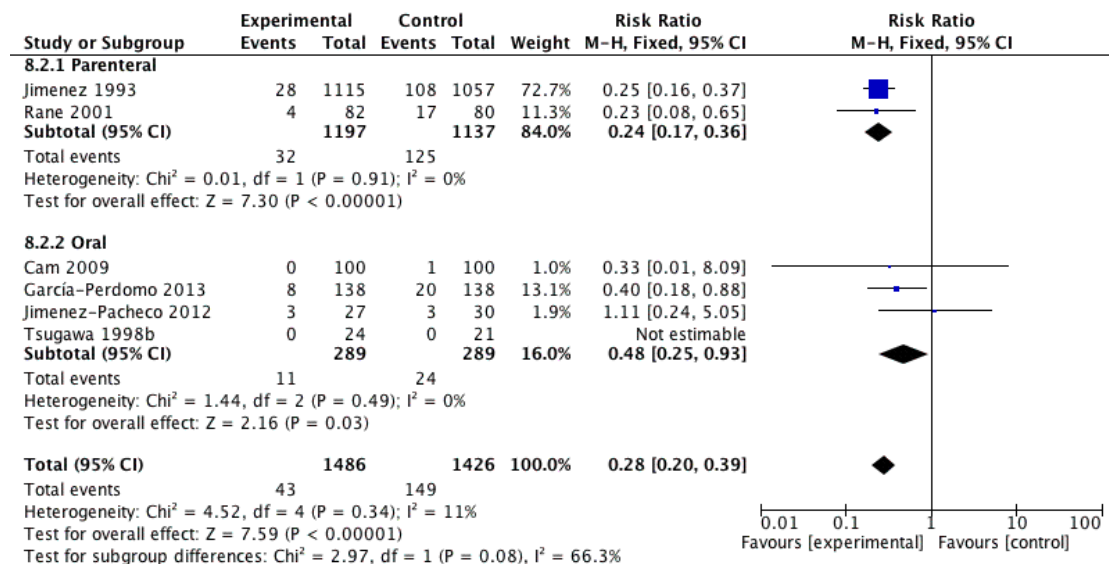 Experimental Control Risk Ratio Risk Ratio
Study or Subgroup Events Total Events Total Weight M-H, Fixed, 95% CI M-H, Fixed, 95% CI
8.2.1 Parenteral
Jimenez 1993 28 1115 108 1057 72.7% 0.25 [0.16, 0.37]
Rane 2001 4 82 17 80 11.3% 0.23 [0.08, 0.65]
Subtotal (95% CI) 1197 1137 84.0% 0.24 [0.17, 0.36]
Total events 32 125
Heterogeneity: Chi² = 0.01, df = 1 (P = 0.91); I² = 0%
Test for overall effect: Z = 7.30 (P < 0.00001)
8.2.2 Oral
Cam 2009 0 100 1 100 1.0% 0.33 [0.01, 8.09]
García-Perdomo 2013 8 138 20 138 13.1% 0.40 [0.18, 0.88]
Jimenez-Pacheco 2012 3 27 3 30 1.9% 1.11 [0.24, 5.05]
Tsugawa 1998b 0 24 0 21 Not estimable
Subtotal (95% CI) 289 289 16.0% 0.48 [0.25, 0.93]
Total events 11 24
Heterogeneity: Chi² = 1.44, df = 2 (P = 0.49); I² = 0%
Test for overall effect: Z = 2.16 (P = 0.03)
Total (95% CI) 1486 1426 100.0% 0.28 [0.20, 0.39]
Total events 43 149
Heterogeneity: Chi² = 4.52, df = 4 (P = 0.34); I² = 11%
Test for overall effect: Z = 7.59 (P < 0.00001)
Test for subgroup differences: Chi² = 2.97, df = 1 (P = 0.08), I² = 66.3%
0.01 0.1 1 10 100
Favours [experimental] Favours [control]